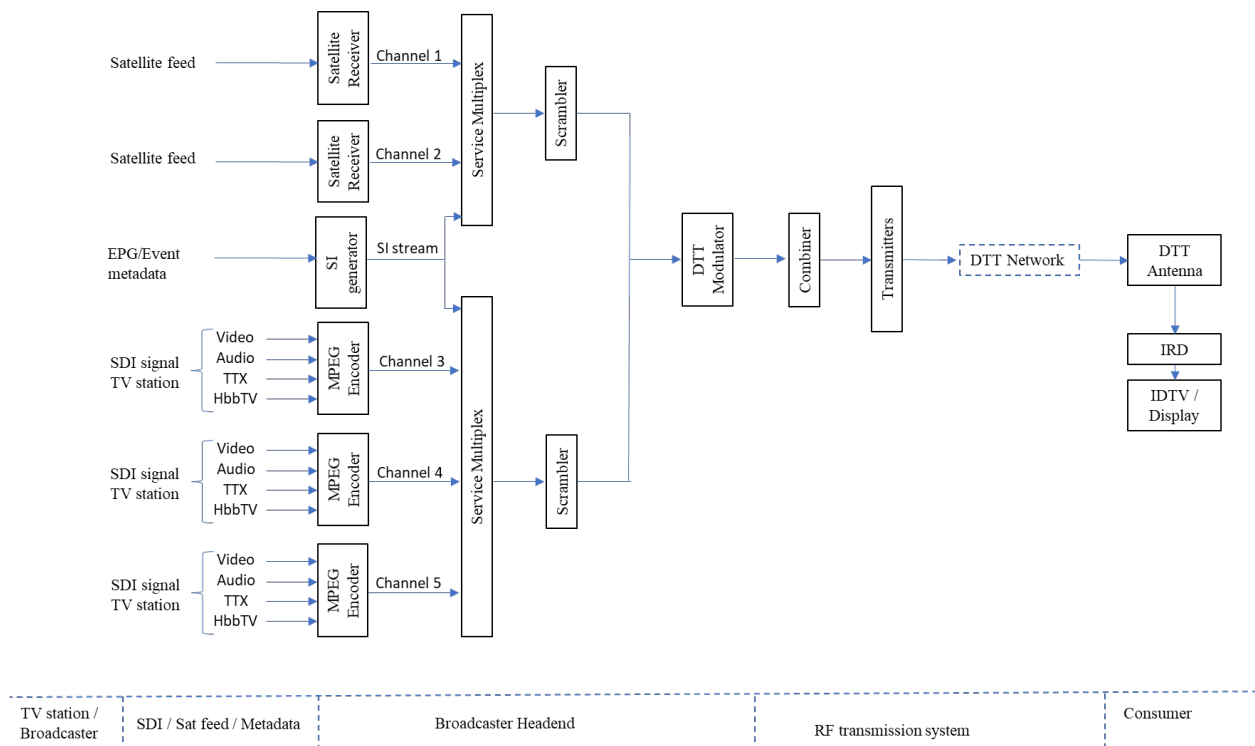 Satellite feed
Satellite
Receiver
Channel 1
Satellite feed
Satellite
Receiver
Channel 2
Service Multiplex
Scrambler
EPG/Event
metadata
SI
generator
SI stream
SDI signal
TV station
Video
Audio
TTX
HbbTV
MPEG
Encoder
Channel 3
SDI signal
TV station
Video
Audio
TTX
HbbTV
MPEG
Encoder
Channel 4
SDI signal
TV station
Video
Audio
TTX
HbbTV
MPEG
Encoder
Channel 5
Service Multiplex
Scrambler
DTT
Modulator
Combiner
Transmitters
DTT Network
DTT
Antenna
IRD
IDTV /
Display
TV station /
Broadcaster
SDI / Sat feed / Metadata
Broadcaster Headend
RF transmission system
Consumer